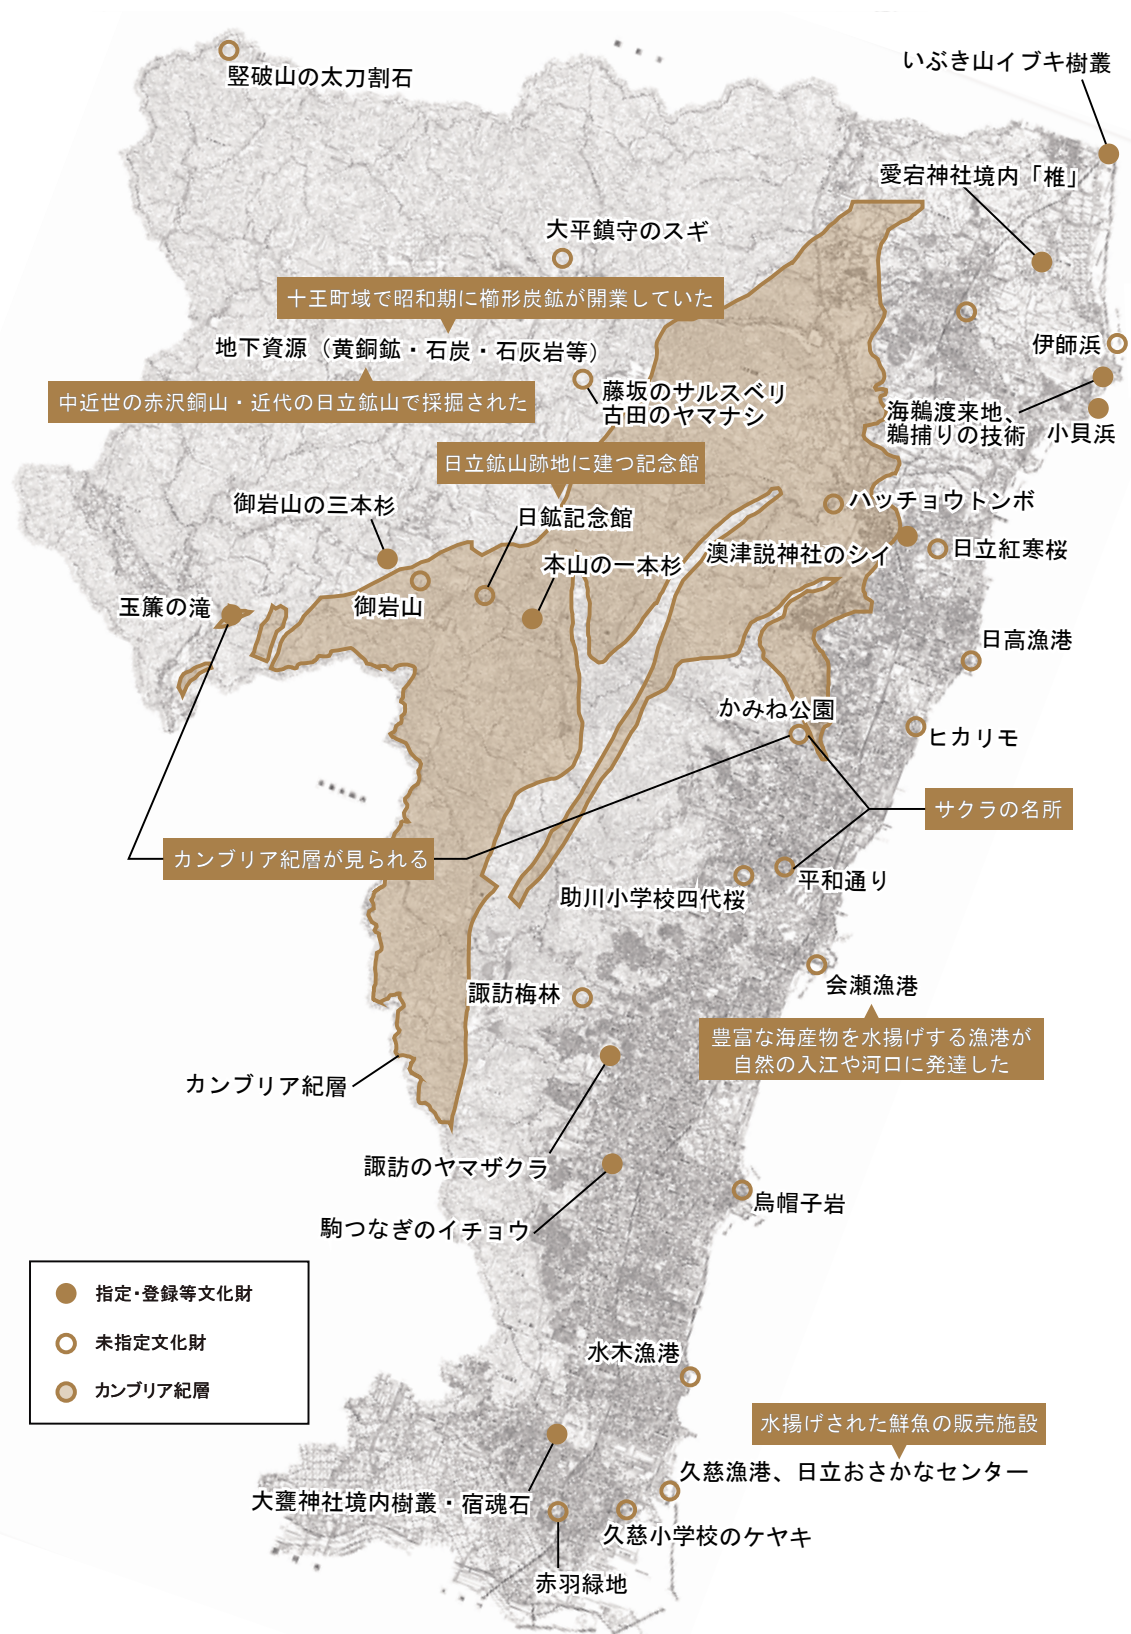 竪破山の太刀割石
いぶき山イブキ樹叢
愛宕神社境内「椎」
大平鎮守のスギ
十王町域で昭和期に櫛形炭鉱が開業していた
地下資源（黄銅鉱・石炭・石灰岩等）
伊師浜
中近世の赤沢銅山・近代の日立鉱山で採掘された
藤坂のサルスベリ
古田のヤマナシ
海鵜渡来地、
鵜捕りの技術
小貝浜
日立鉱山跡地に建つ記念館
御岩山の三本杉
日鉱記念館
ハッチョウトンボ
本山の一本杉
澳津説神社のシイ
日立紅寒桜
玉簾の滝
御岩山
日高漁港
かみね公園
ヒカリモ
サクラの名所
カンブリア紀層が見られる
助川小学校四代桜
平和通り
諏訪梅林
会瀬漁港
豊富な海産物を水揚げする漁港が
自然の入江や河口に発達した
カンブリア紀層
諏訪のヤマザクラ
烏帽子岩
駒つなぎのイチョウ
指定・登録等文化財
未指定文化財
カンブリア紀層
水木漁港
水揚げされた鮮魚の販売施設
久慈漁港、日立おさかなセンター
大甕神社境内樹叢・宿魂石
久慈小学校のケヤキ
赤羽緑地